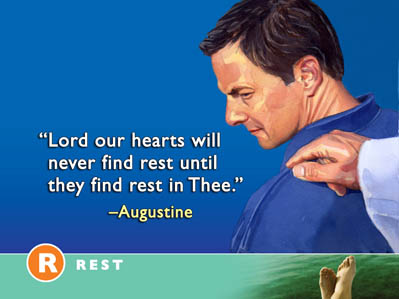 “Lord our hearts will
never find rest until
they find rest in Thee.”
–Augustine
R REST